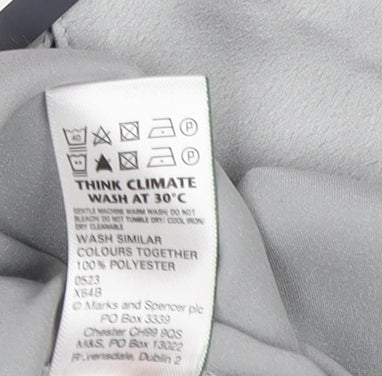 40 P
P
THINK CLIMATE
WASH AT 30°C
GENTLE MACHINE WARM WASH: DO NOT
BLEACH: DO NOT TUMBLE DRY: COOL IRON:
DRY CLEANABLE
WASH SIMILAR
COLOURS TOGETHER
100% POLYESTER
0523
X64B
© Marks and Spencer plc
PO Box 3339
Chester CH99 9QS
M&S, PO Box 13022
Rivensdale, Dublin 2